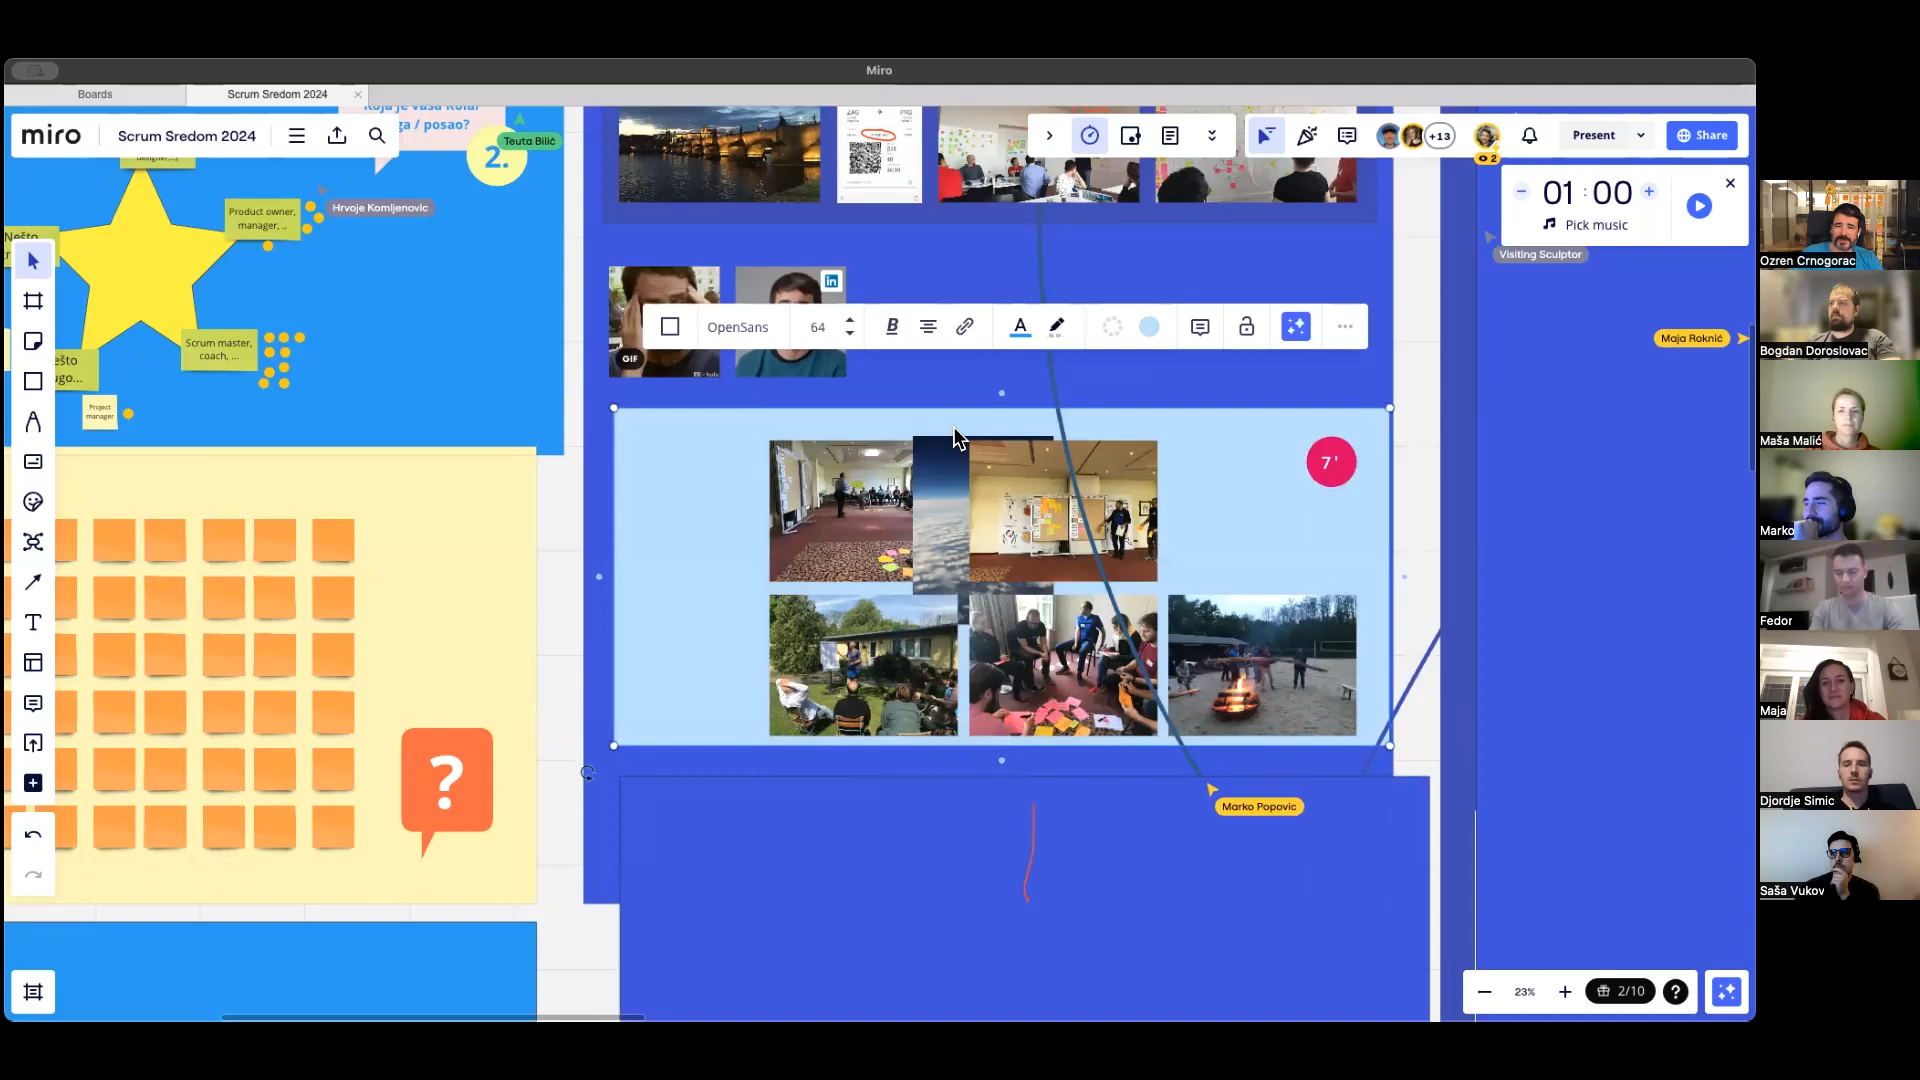 Miro
Boards
Scrum Sredom 2024
miro
Scrum Sredom 2024
ga / posao?
2.
Teuta Bilić
+13
2
Present
Share
01 : 00
Pick music
Visiting Sculptor
Hrvoje Komljenovic
Product owner,
manager, ..
Nešto
Scrum master,
coach, ...
Project
manager
GIF
in
OpenSans
64
B
A
7'
Maja Roknić
Marko Popovic
?
T
23%
2/10
?
Ozren Crnogorac
Bogdan Doroslovac
Maša Malić
Marko
Fedor
Maja
Djordje Simic
Saša Vukov